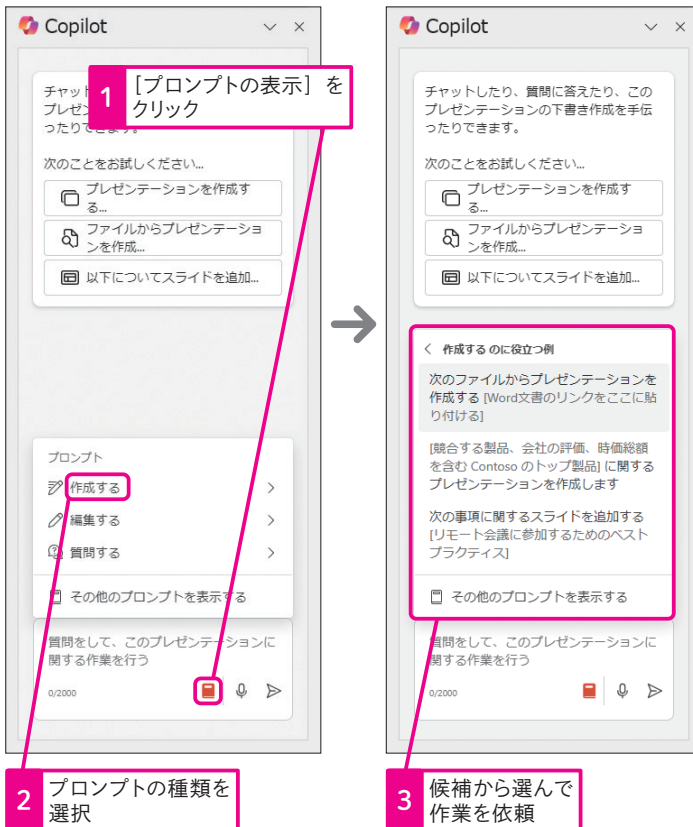 Copilot
チャット
プレゼン
ったりできます。
1
[プロンプトの表示] を
クリック
次のことをお試しください...
プレゼンテーションを作成す
る...
ファイルからプレゼンテーショ
ンを作成...
以下についてスライドを追加...
プロンプト
作成する
編集する
質問する
その他のプロンプトを表示する
質問をして、このプレゼンテーションに
関する作業を行う
0/2000
2
プロンプトの種類を
選択
Copilot
チャットしたり、質問に答えたり、この
プレゼンテーションの下書き作成を手伝
ったりできます。
次のことをお試しください...
プレゼンテーションを作成す
る...
ファイルからプレゼンテーショ
ンを作成...
以下についてスライドを追加...
作成する のに役立つ例
次のファイルからプレゼンテーションを
作成する [Word文書のリンクをここに貼
り付ける]
[競合する製品、会社の評価、時価総額
を含む Contoso のトップ製品] に関する
プレゼンテーションを作成します
次の事項に関するスライドを追加する
[リモート会議に参加するためのベスト
プラクティス]
その他のプロンプトを表示する
質問をして、このプレゼンテーションに
関する作業を行う
0/2000
3
候補から選んで
作業を依頼